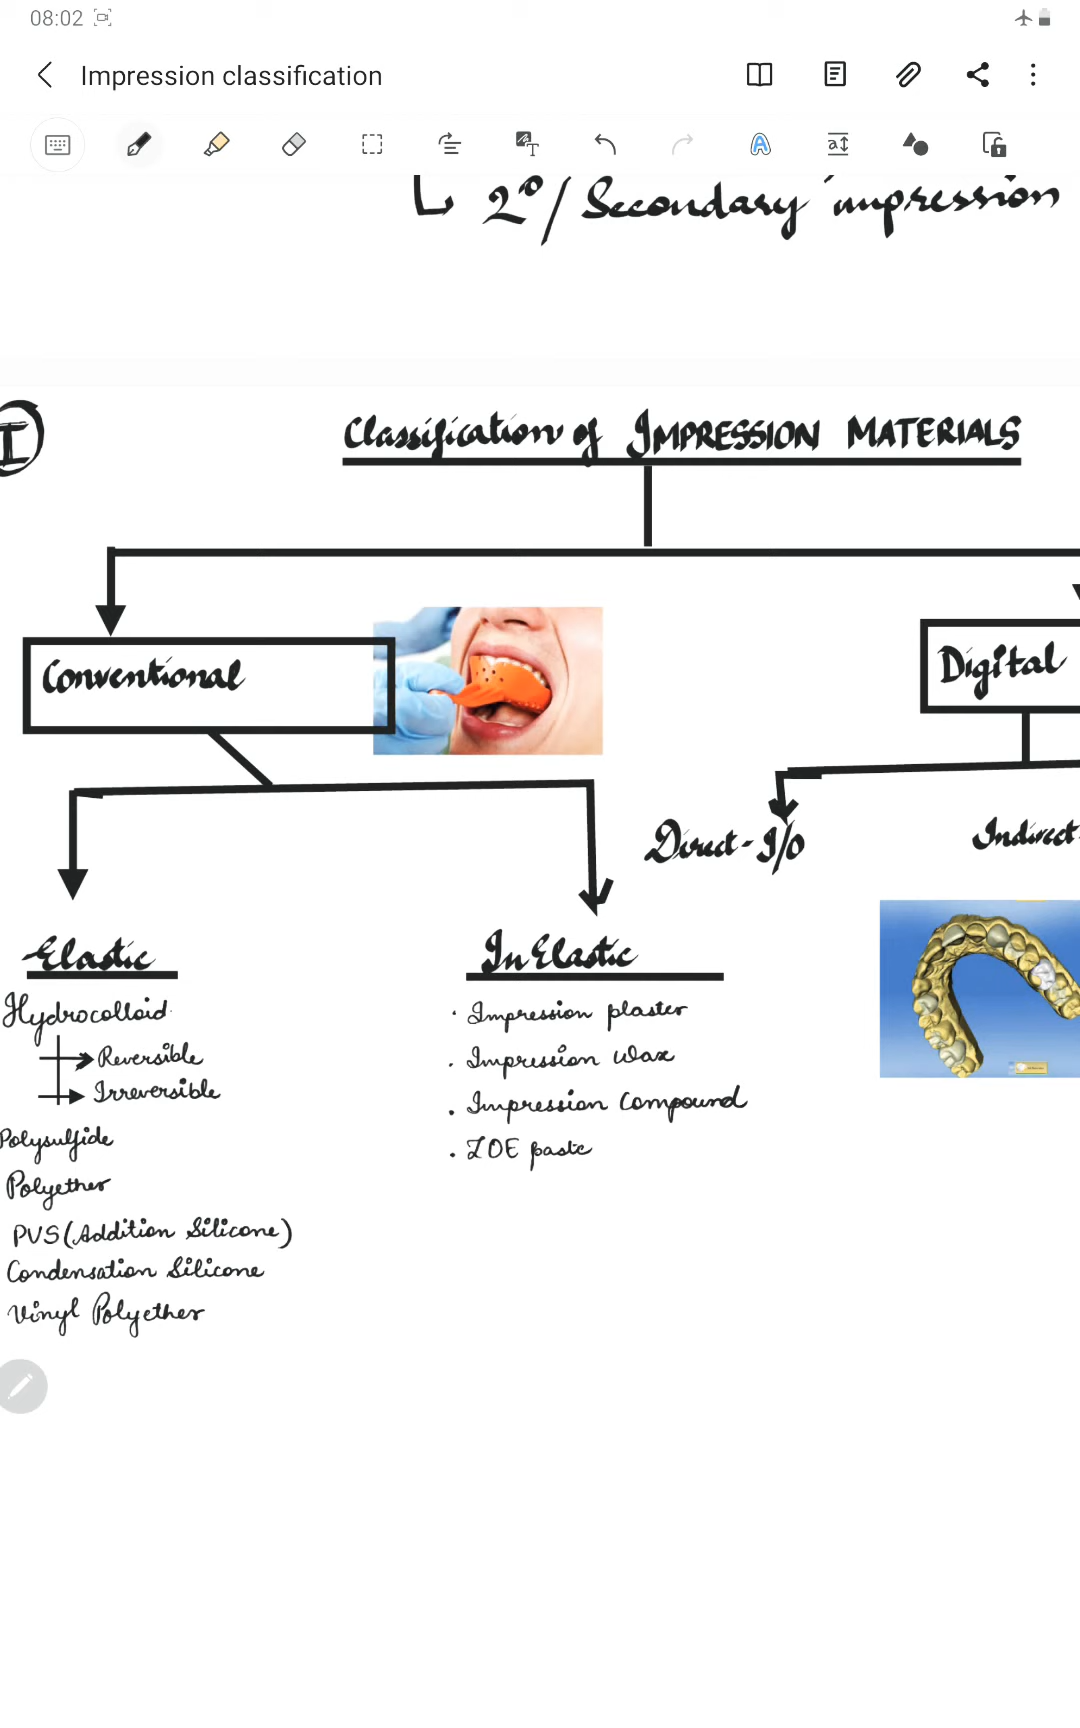 08:02
Impression classification
2°/ Secondary impression
I
Classification of IMPRESSION MATERIALS
Conventional
Digital
Direct - I/O
Indirect
Elastic
Hydrocolloid
Reversible
Irreversible
Polysulfide
Polyether
PVS (Addition Silicone)
Condensation Silicone
Vinyl Polyether
InElastic
· Impression plaster
· Impression wax
· Impression Compound
· ZOE paste